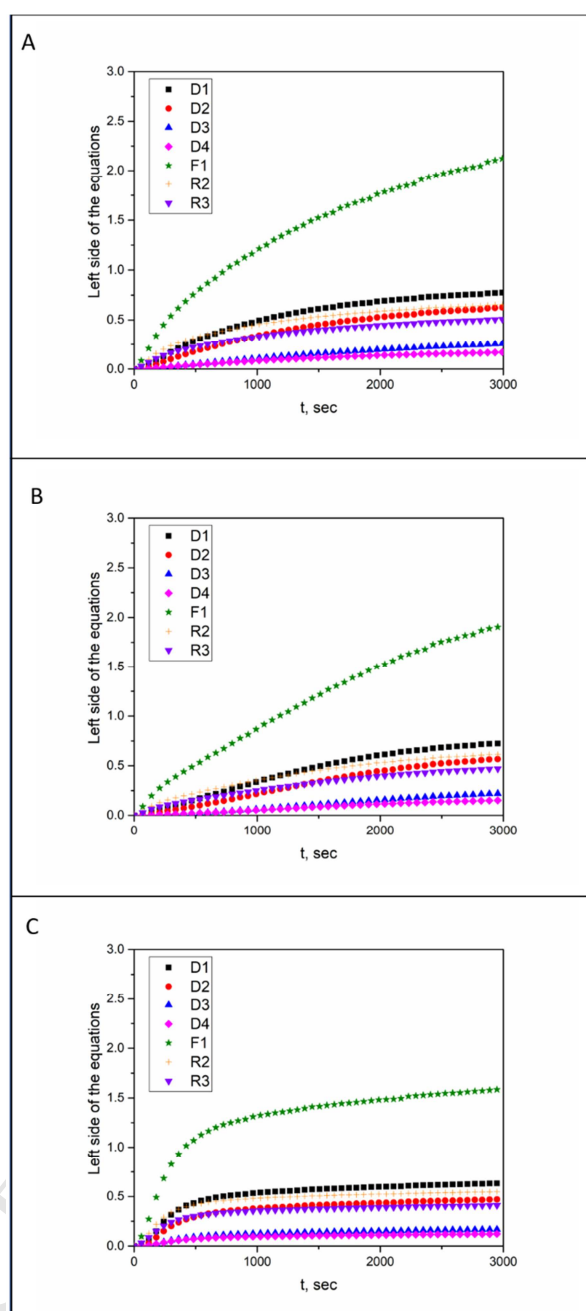 A
3.0
2.5
2.0
1.5
1.0
0.5
0.0
Left side of the equations
D1
D2
D3
D4
F1
R2
R3
0 1000 2000 3000
t, sec
B
3.0
2.5
2.0
1.5
1.0
0.5
0.0
Left side of the equations
D1
D2
D3
D4
F1
R2
R3
0 1000 2000 3000
t, sec
C
3.0
2.5
2.0
1.5
1.0
0.5
0.0
Left side of the equations
D1
D2
D3
D4
F1
R2
R3
0 1000 2000 3000
t, sec